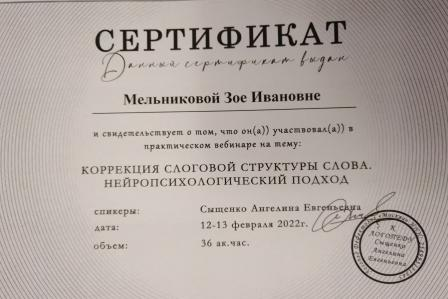 СЕРТИФИКАТ
Данный сертификат выдан
Мельниковой Зое Ивановне
и свидетельствует о том, что он(а)) участвовал(а)) в
практическом вебинаре на тему:
КОРРЕКЦИЯ СЛОГОВОЙ СТРУКТУРЫ СЛОВА.
НЕЙРОПСИХОЛОГИЧЕСКИЙ ПОДХОД
спикеры: Сыщенко Ангелина Евгеньевна
дата: 12-13 февраля 2022г.
объем: 36 ак.час.
К
ЛОГОПЕДУ
Сыщенко
Ангелина
Евгеньевна